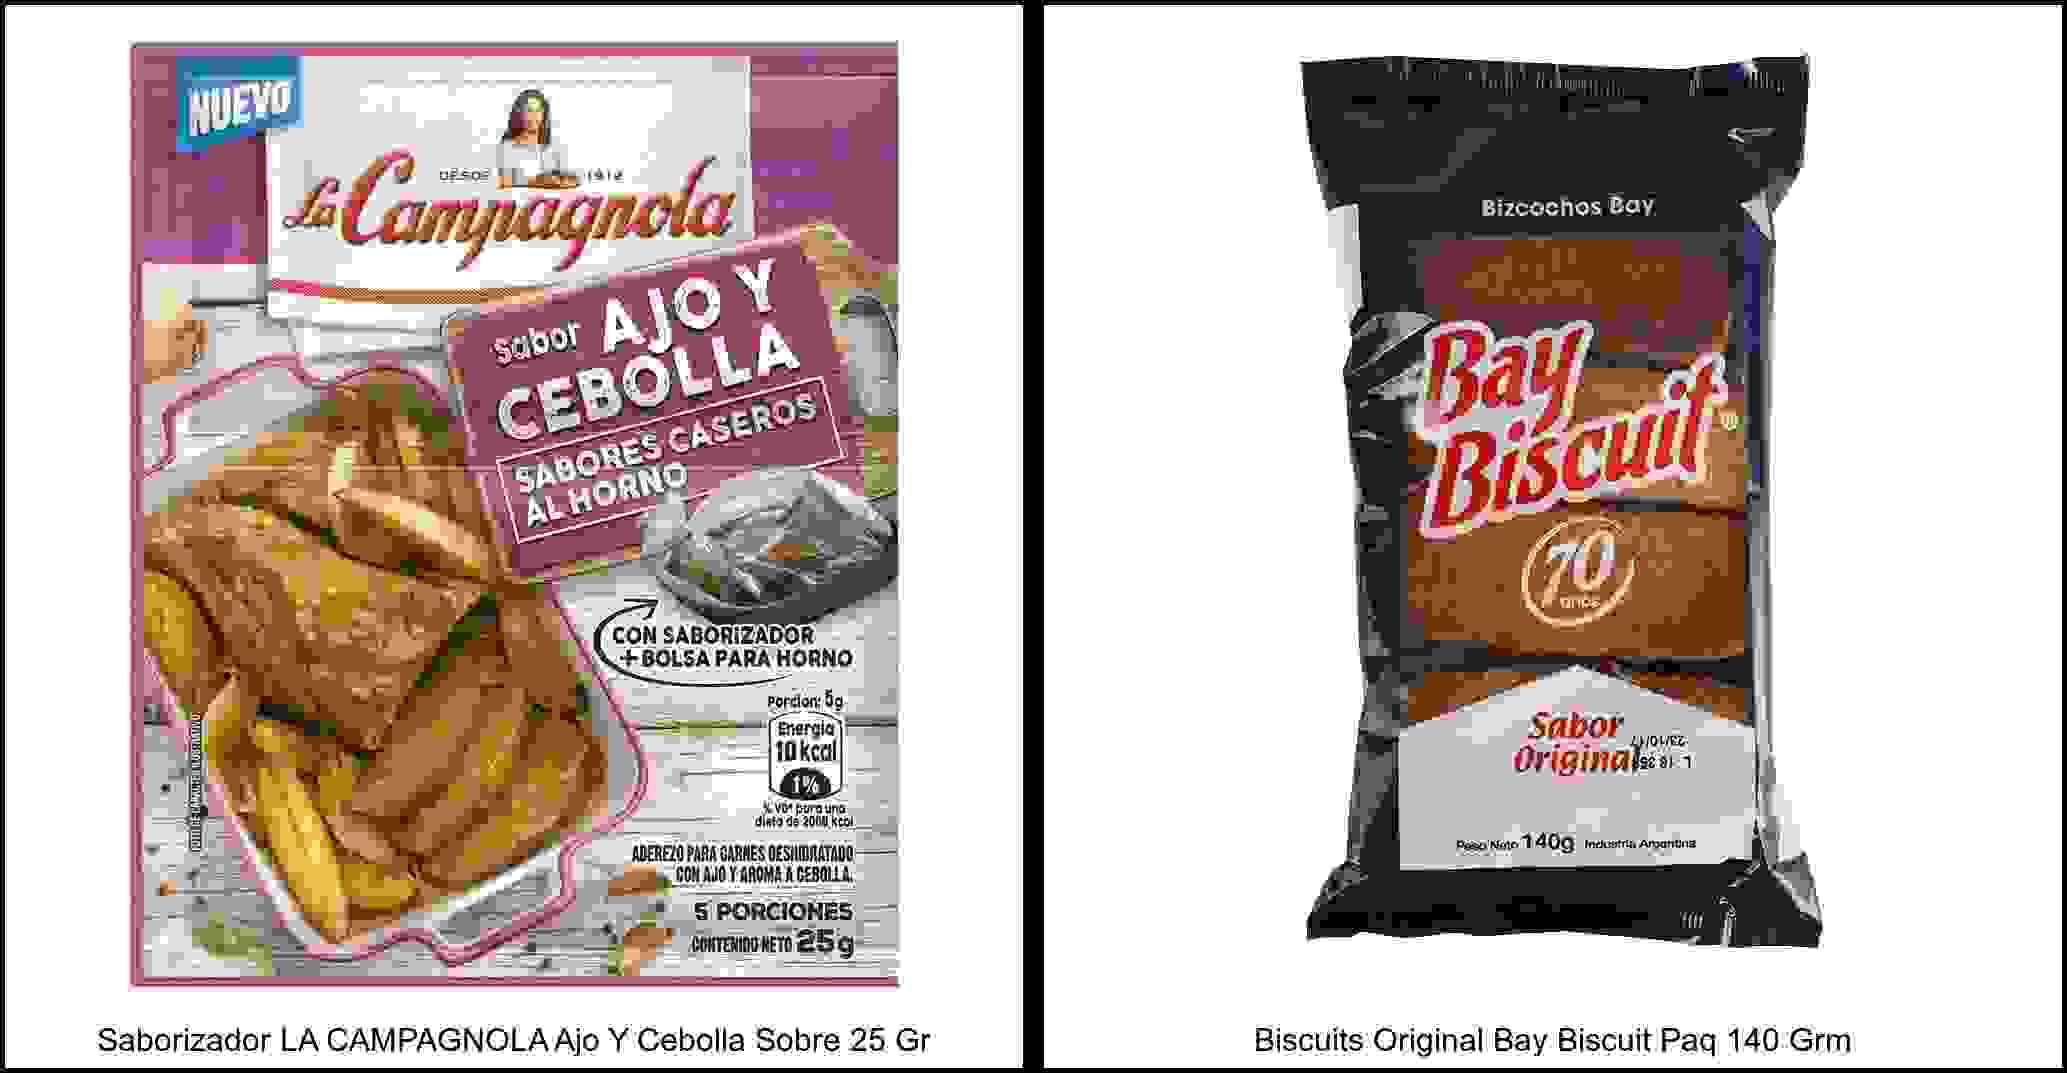 NUEVO
DESDE 1912
La Campagnola
Sabor AJO Y
CEBOLLA
SABORES CASEROS
AL HORNO
CON SABORIZADOR
+ BOLSA PARA HORNO
Porción: 5g
Energía
10 kcal
1%
% VD* para una
dieta de 2000 kcal
ADEREZO PARA CARNES DESHIDRATADO
CON AJO Y AROMA A CEBOLLA.
5 PORCIONES
CONTENIDO NETO 25g
Saborizador LA CAMPAGNOLA Ajo Y Cebolla Sobre 25 Gr
Bizcochos Bay
Bay
Biscuit
70
años
Sabor
Original
23/10/17
Peso Neto 140g Industria Argentina
Biscuits Original Bay Biscuit Paq 140 Grm